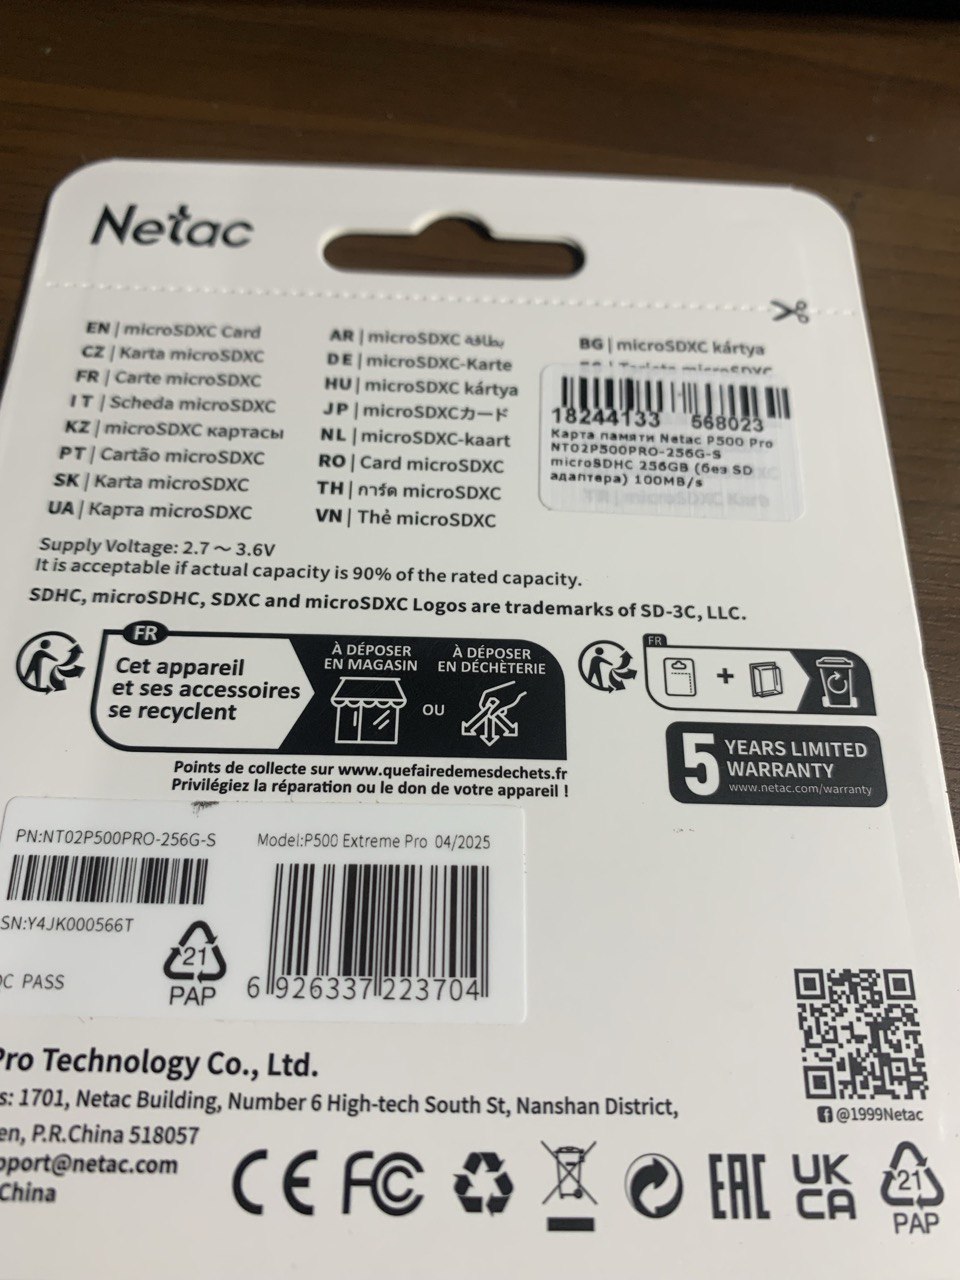 Netac
EN | microSDXC Card
CZ | Karta microSDXC
FR | Carte microSDXC
IT | Scheda microSDXC
KZ | microSDXC картасы
PT | Cartão microSDXC
SK | Karta microSDXC
UA | Карта microSDXC
AR | microSDXC بطاقة
DE | microSDXC-Karte
HU | microSDXC kártya
JP | microSDXCカード
NL | microSDXC-kaart
RO | Card microSDXC
TH | การ์ด microSDXC
VN | Thẻ microSDXC
BG | microSDXC kártya
18244133 568023
Карта памяти Netac P500 Pro
NT02P500PRO-256G-S
microSDHC 256GB (без SD
адаптера) 100MB/s
Supply Voltage: 2.7～3.6V
It is acceptable if actual capacity is 90% of the rated capacity.
SDHC, microSDHC, SDXC and microSDXC Logos are trademarks of SD-3C, LLC.
FR
Cet appareil
et ses accessoires
se recyclent
À DÉPOSER
EN MAGASIN
OU
À DÉPOSER
EN DÉCHÈTERIE
Points de collecte sur www.quefairedemesdechets.fr
Privilégiez la réparation ou le don de votre appareil !
FR
+
5 YEARS LIMITED
WARRANTY
www.netac.com/warranty
PN:NT02P500PRO-256G-S
Model:P500 Extreme Pro 04/2025
SN:Y4JK000566T
PASS
21
PAP
6 926337 223704
Pro Technology Co., Ltd.
s: 1701, Netac Building, Number 6 High-tech South St, Nanshan District,
en, P.R.China 518057
pport@netac.com
China
@1999Netac
CE FC EAC UK
CA
21
PAP